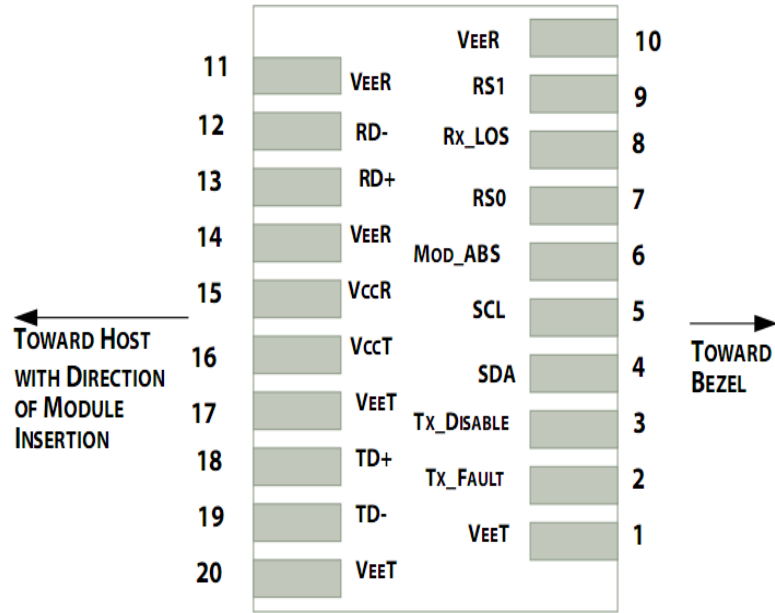 11 VEER
12 RD-
13 RD+
14 VEER
15 VCCR
16 VCCT
17 VEET
18 TD+
19 TD-
20 VEET
VEER 10
RS1 9
RX_LOS 8
RS0 7
MOD_ABS 6
SCL 5
SDA 4
TX_DISABLE 3
TX_FAULT 2
VEET 1
TOWARD HOST
WITH DIRECTION
OF MODULE
INSERTION
TOWARD
BEZEL